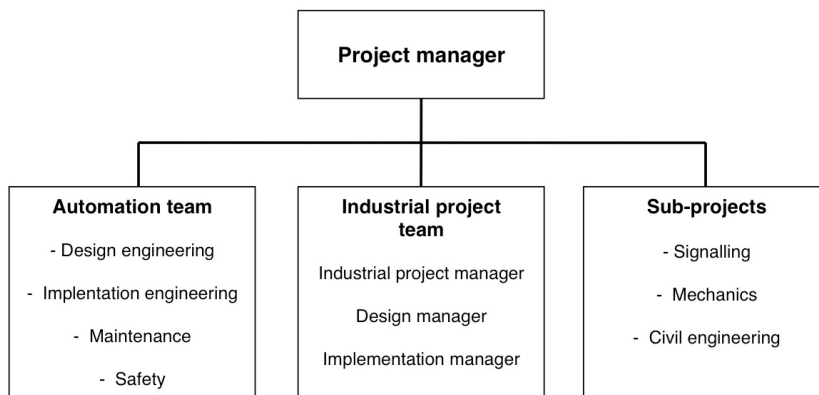 Project manager
Automation team
- Design engineering
- Implentation engineering
- Maintenance
- Safety
Industrial project
team
Industrial project manager
Design manager
Implementation manager
Sub-projects
- Signalling
- Mechanics
- Civil engineering